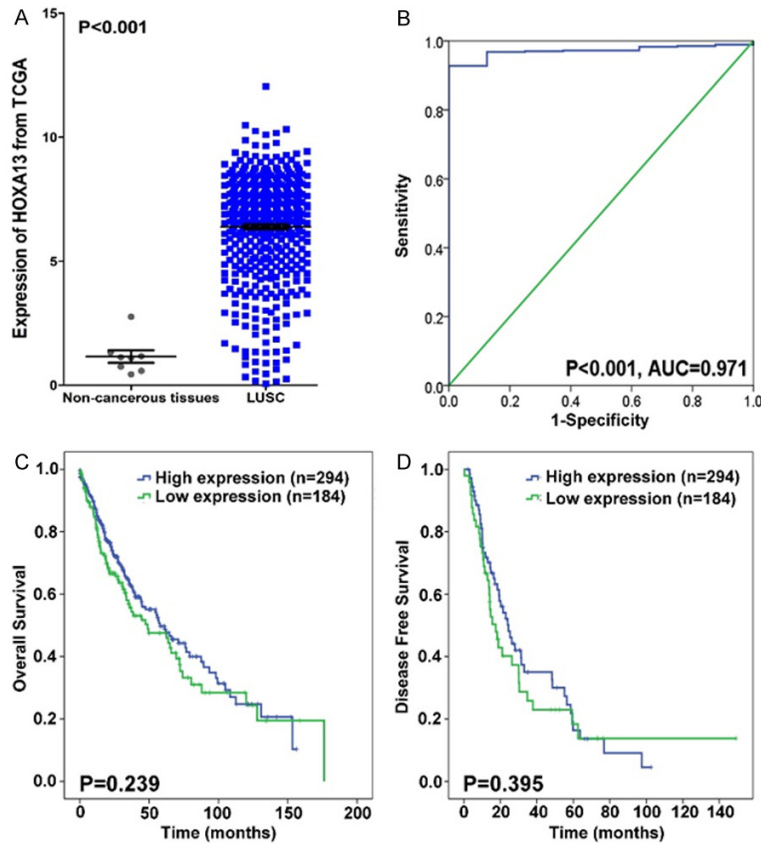 A
P<0.001
Expression of HOXA13 from TCGA
15
10
5
0
Non-cancerous tissues
LUSC
B
Sensitivity
1.0
0.8
0.6
0.4
0.2
0.0
P<0.001, AUC=0.971
0.0 0.2 0.4 0.6 0.8 1.0
1-Specificity
C
High expression (n=294)
Low expression (n=184)
Overall Survival
1.0
0.8
0.6
0.4
0.2
0.0
P=0.239
0 50 100 150 200
Time (months)
D
High expression (n=294)
Low expression (n=184)
Disease Free Survival
1.0
0.8
0.6
0.4
0.2
0.0
P=0.395
0 20 40 60 80 100 120 140
Time (months)